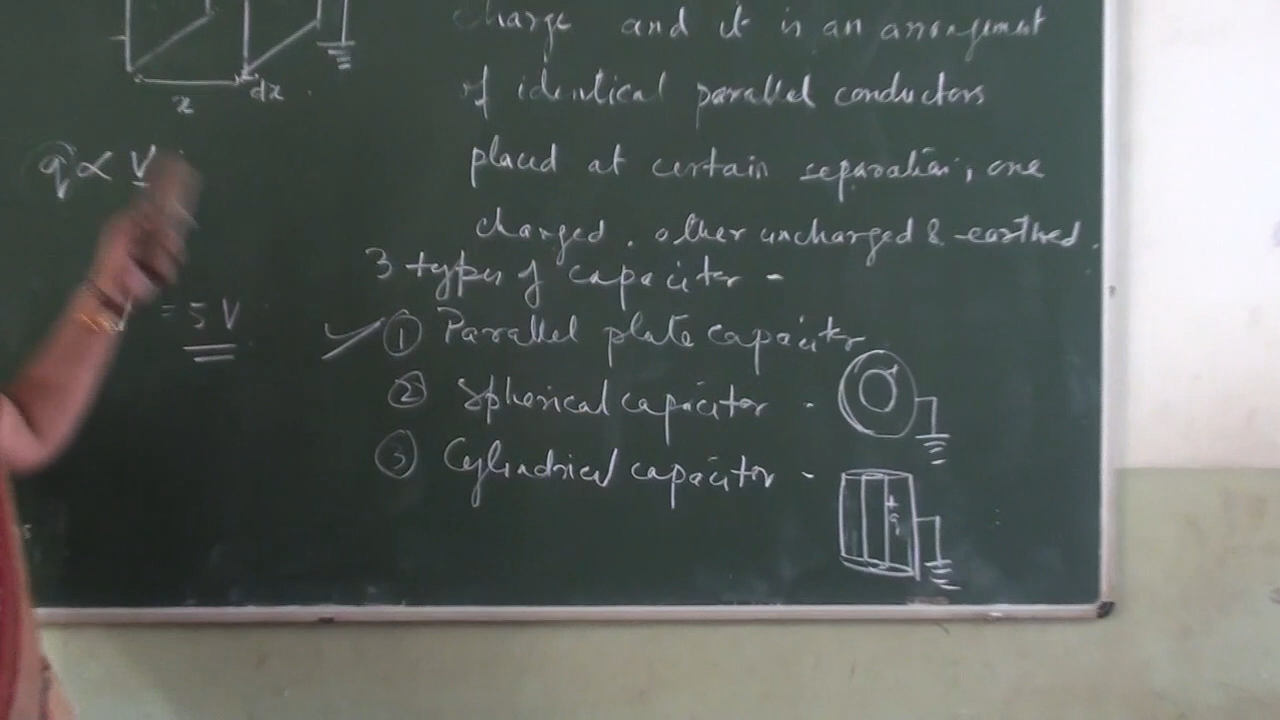 charge and it is an arrangement
of identical parallel conductors
placed at certain separation, one
charged, other uncharged & earthed.
x dx
q ∝ V
= 5 V
3 types of capacitor -
① Parallel plate capacitor
② Spherical capacitor -
③ Cylindrical capacitor -
+
q